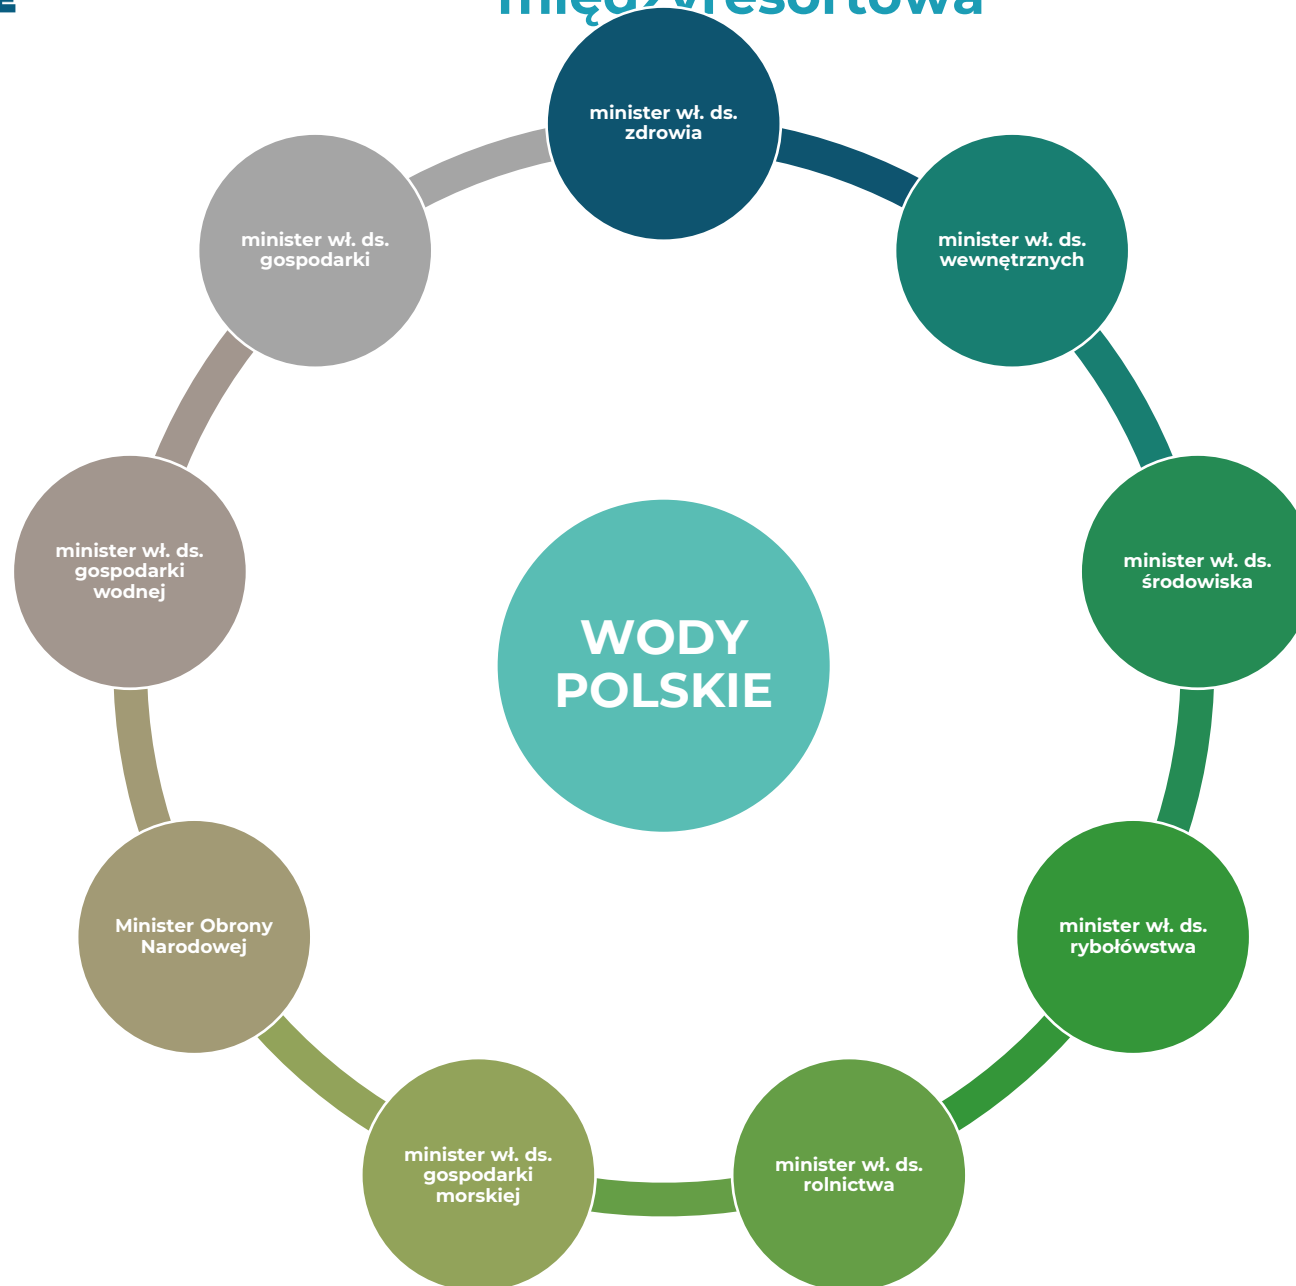 międzyresortowa
minister wł. ds.
zdrowia
minister wł. ds.
wewnętrznych
minister wł. ds.
środowiska
minister wł. ds.
rybołówstwa
minister wł. ds.
rolnictwa
minister wł. ds.
gospodarki
morskiej
Minister Obrony
Narodowej
minister wł. ds.
gospodarki
wodnej
minister wł. ds.
gospodarki
WODY
POLSKIE